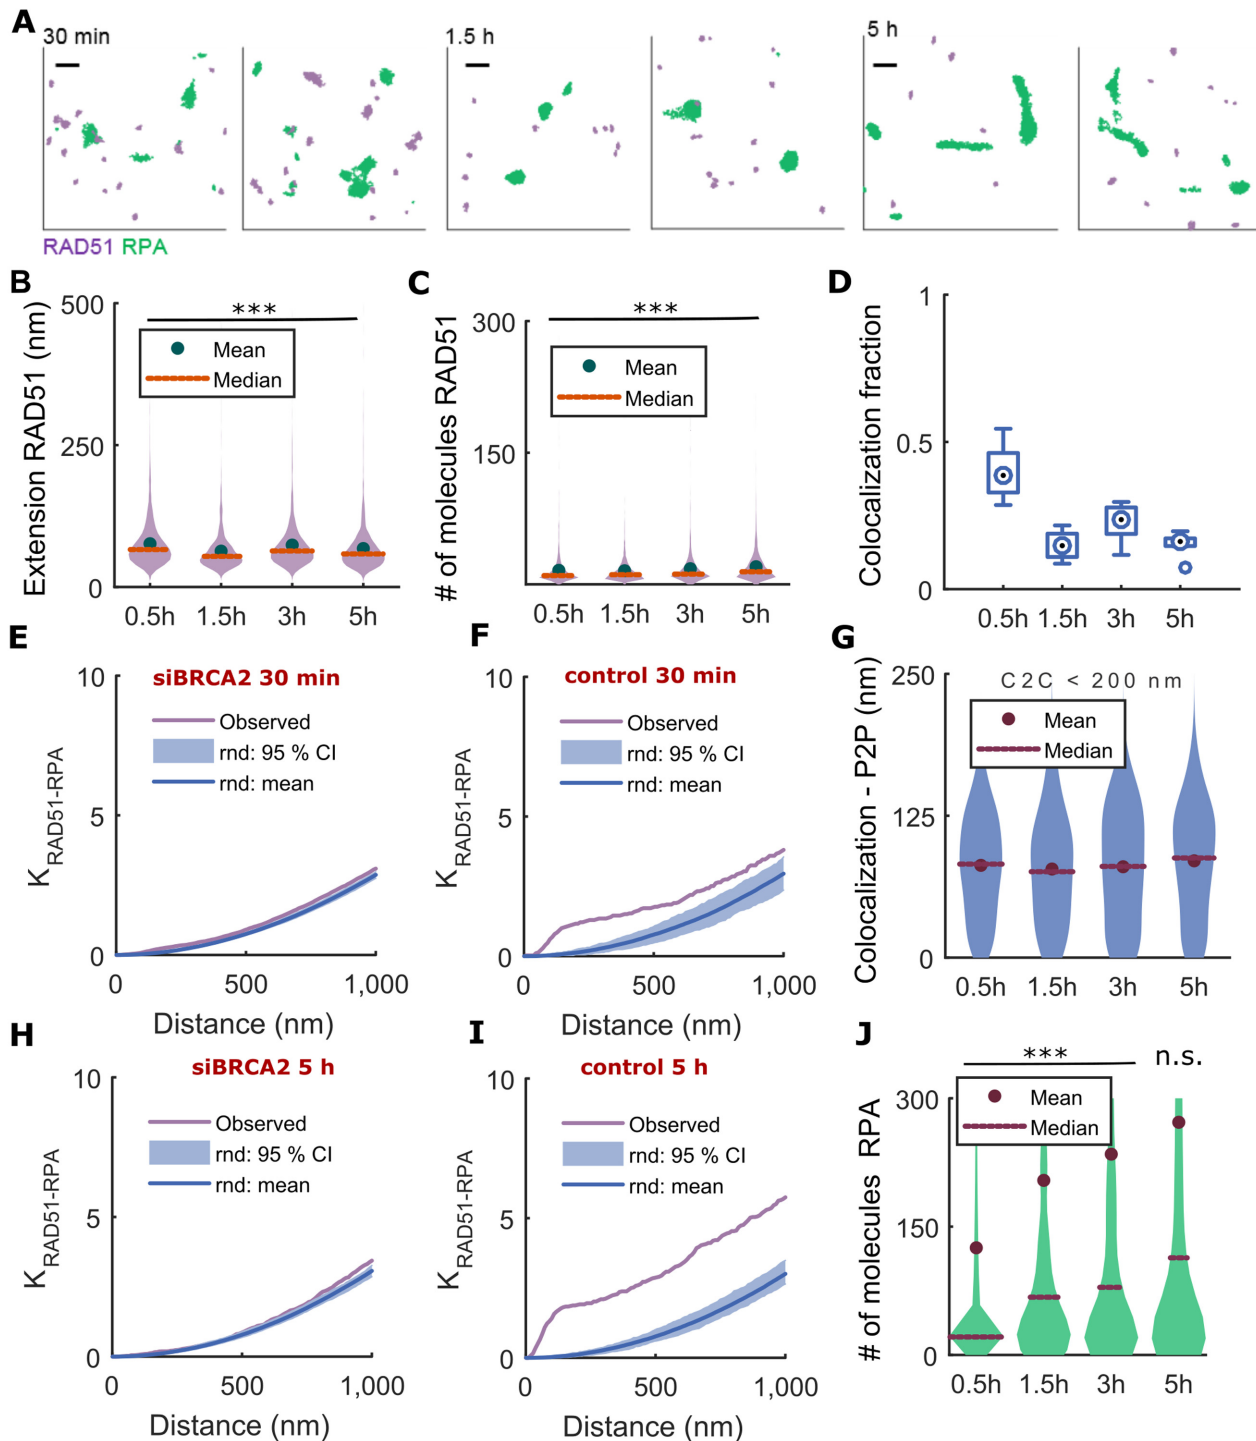 A
30 min
1.5 h
5 h
RAD51 RPA
B
Extension RAD51 (nm)
500
250
0
***
Mean
Median
0.5h 1.5h 3h 5h
C
# of molecules RAD51
300
150
***
Mean
Median
0.5h 1.5h 3h 5h
D
Colocalization fraction
1
0.5
0
0.5h 1.5h 3h 5h
E
siBRCA2 30 min
K RAD51-RPA
10
5
0
Observed
rnd: 95 % CI
rnd: mean
0 500 1,000
Distance (nm)
F
control 30 min
K RAD51-RPA
10
5
0
Observed
rnd: 95 % CI
rnd: mean
0 500 1,000
Distance (nm)
G
Colocalization - P2P (nm)
250
125
0
C2C < 200 nm
Mean
Median
0.5h 1.5h 3h 5h
H
siBRCA2 5 h
K RAD51-RPA
10
5
0
Observed
rnd: 95 % CI
rnd: mean
0 500 1,000
Distance (nm)
I
control 5 h
K RAD51-RPA
10
5
0
Observed
rnd: 95 % CI
rnd: mean
0 500 1,000
Distance (nm)
J
# of molecules RPA
300
150
0
*** n.s.
Mean
Median
0.5h 1.5h 3h 5h